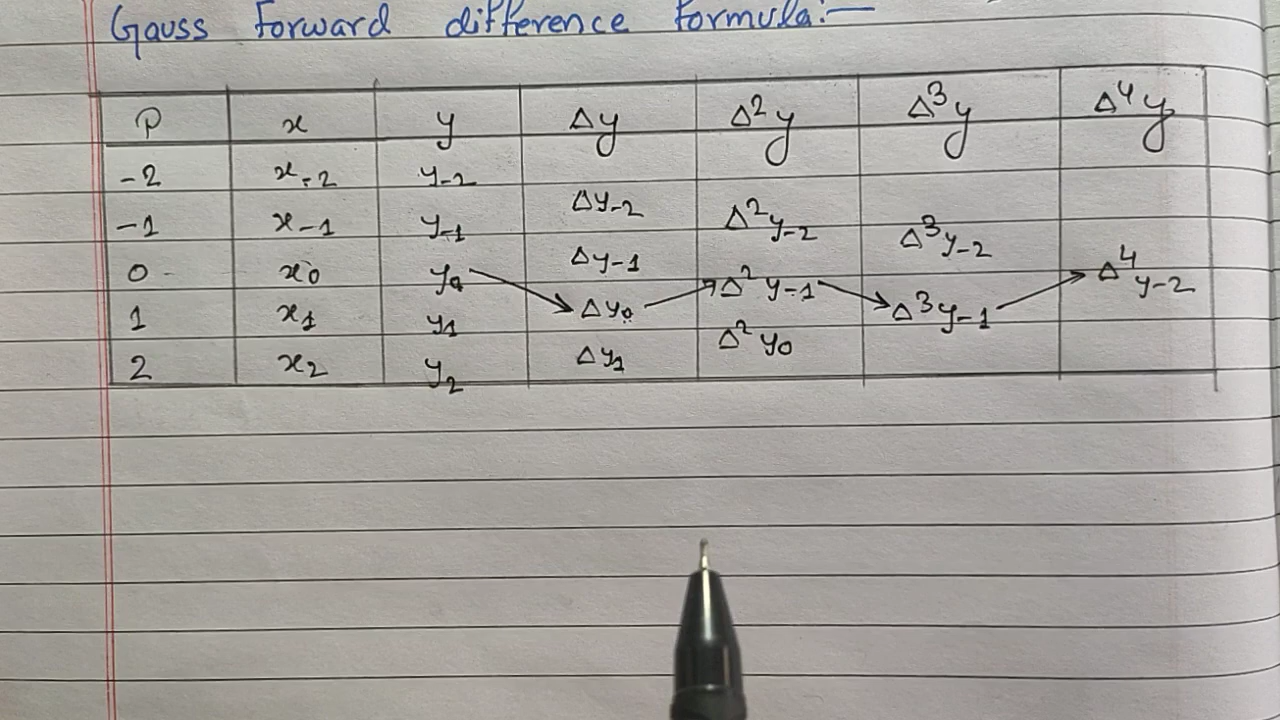 Gauss Forward difference formula:—
P x y Δy Δ²y Δ³y Δ⁴y
-2 x₋₂ y₋₂
Δy₋₂
-1 x₋₁ y₋₁ Δ²y₋₂
Δy₋₁ Δ³y₋₂
0 x₀ y₀ Δ²y₋₁ Δ⁴y₋₂
Δy₀ Δ³y₋₁
1 x₁ y₁ Δ²y₀
Δy₁
2 x₂ y₂